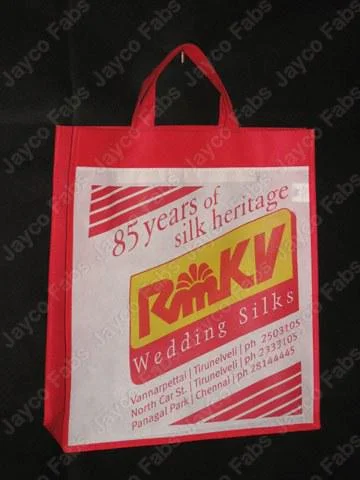 85 years of
silk heritage
RmKV
Wedding Silks
Vannarpettai | Tirunelveli | ph 2503105
North Car St. | Tirunelveli | ph 2333105
Panagal Park | Chennai | ph 28144445
Jayco Fabs